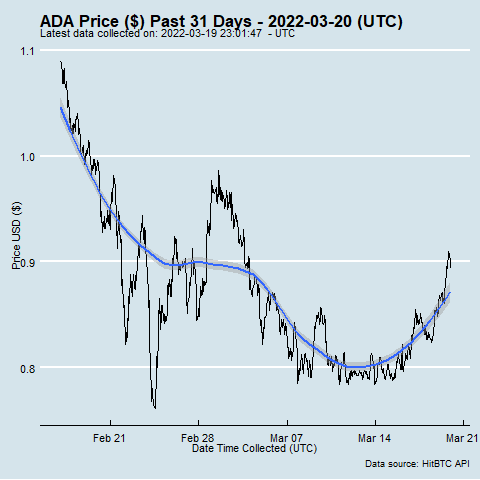 ADA Price ($) Past 31 Days - 2022-03-20 (UTC)
Latest data collected on: 2022-03-19 23:01:47  - UTC
1.1
1.0
0.9
0.8
Price USD ($)
Feb 21
Feb 28
Mar 07
Mar 14
Mar 21
Date Time Collected (UTC)
Data source: HitBTC API